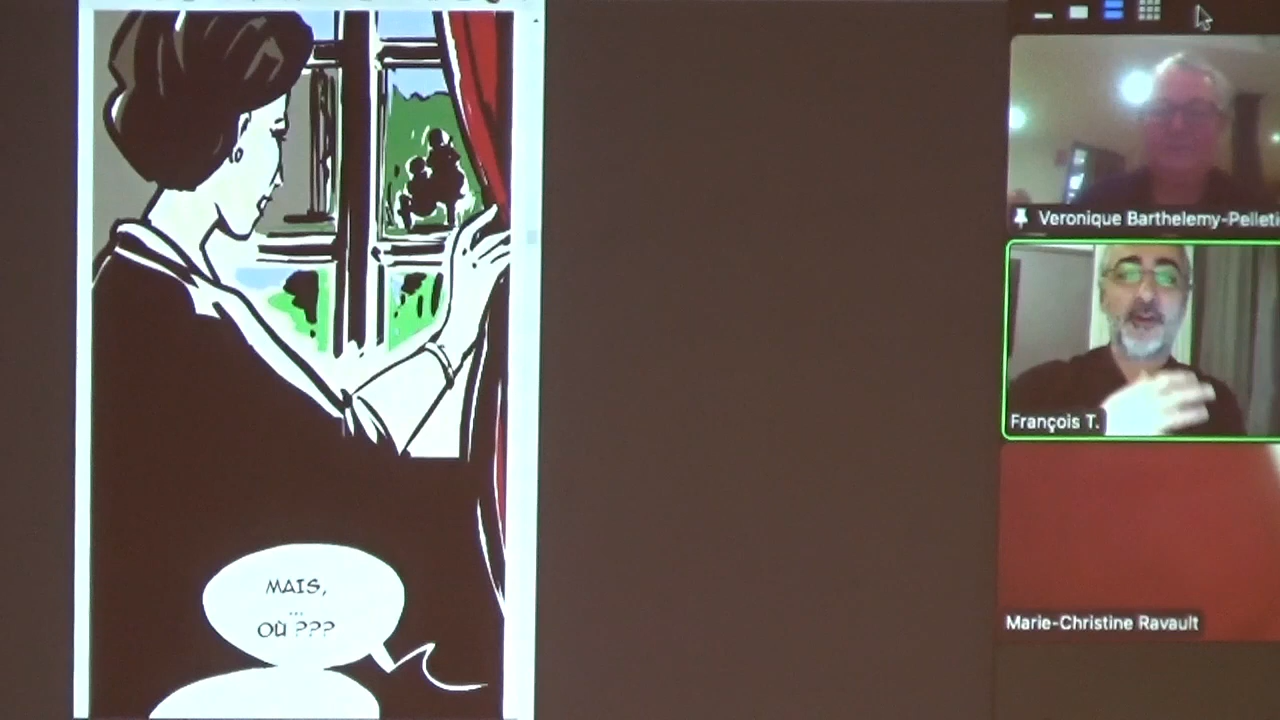 MAIS,
...
OÙ ???
Veronique Barthelemy-Pelleti
François T.
Marie-Christine Ravault